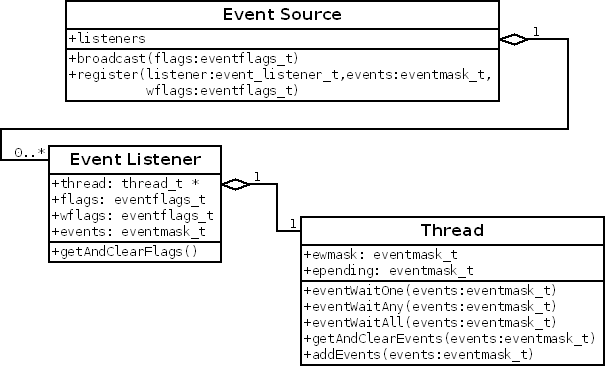 Event Source
+listeners
1
+broadcast(flags:eventflags_t)
+register(listener:event_listener_t,events:eventmask_t,
wflags:eventflags_t)
0..*
Event Listener
+thread: thread_t *
1
+flags: eventflags_t
+wflags: eventflags_t
+events: eventmask_t
1
+getAndClearFlags()
Thread
+ewmask: eventmask_t
+epending: eventmask_t
+eventWaitOne(events:eventmask_t)
+eventWaitAny(events:eventmask_t)
+eventWaitAll(events:eventmask_t)
+getAndClearEvents(events:eventmask_t)
+addEvents(events:eventmask_t)